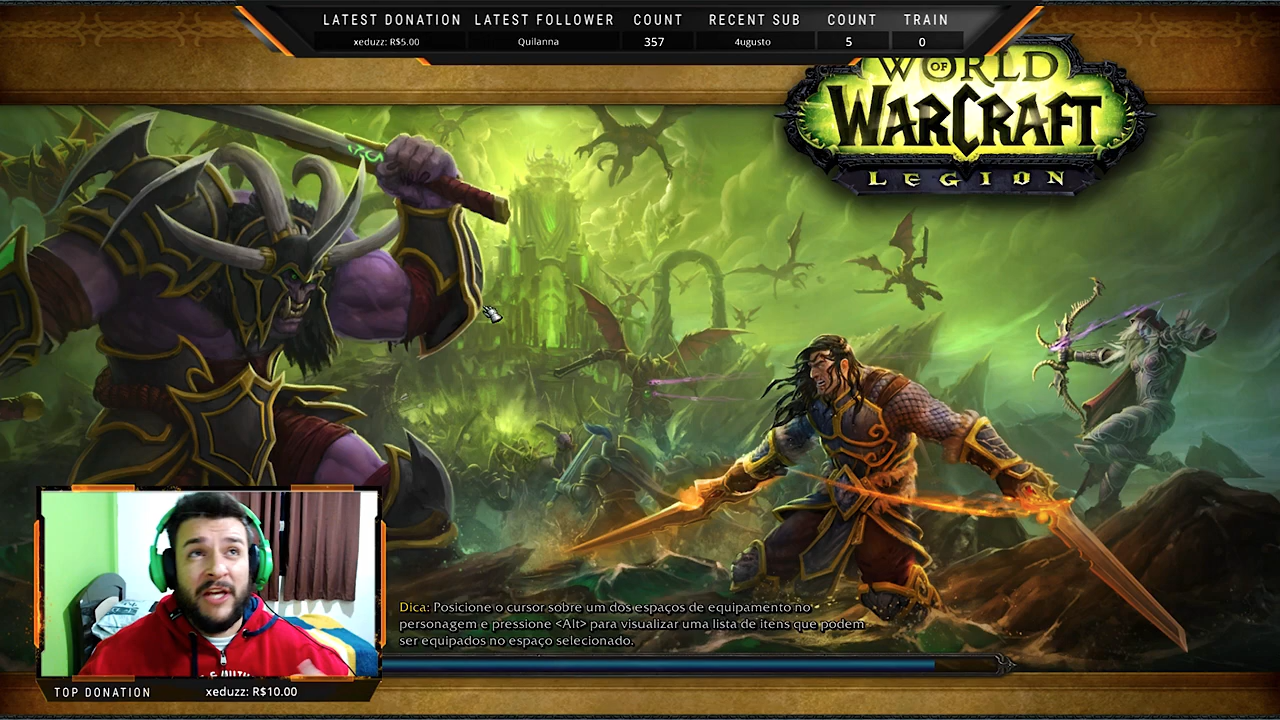 LATEST DONATION LATEST FOLLOWER COUNT RECENT SUB COUNT TRAIN
xeduzz: R$5.00 Quilanna 357 4ugusto 5 0
WORLD
OF
WARCRAFT
LEGION
Dica: Posicione o cursor sobre um dos espaços de equipamento no
personagem e pressione <Alt> para visualizar uma lista de itens que podem
ser equipados no espaço selecionado.
TOP DONATION xeduzz: R$10.00